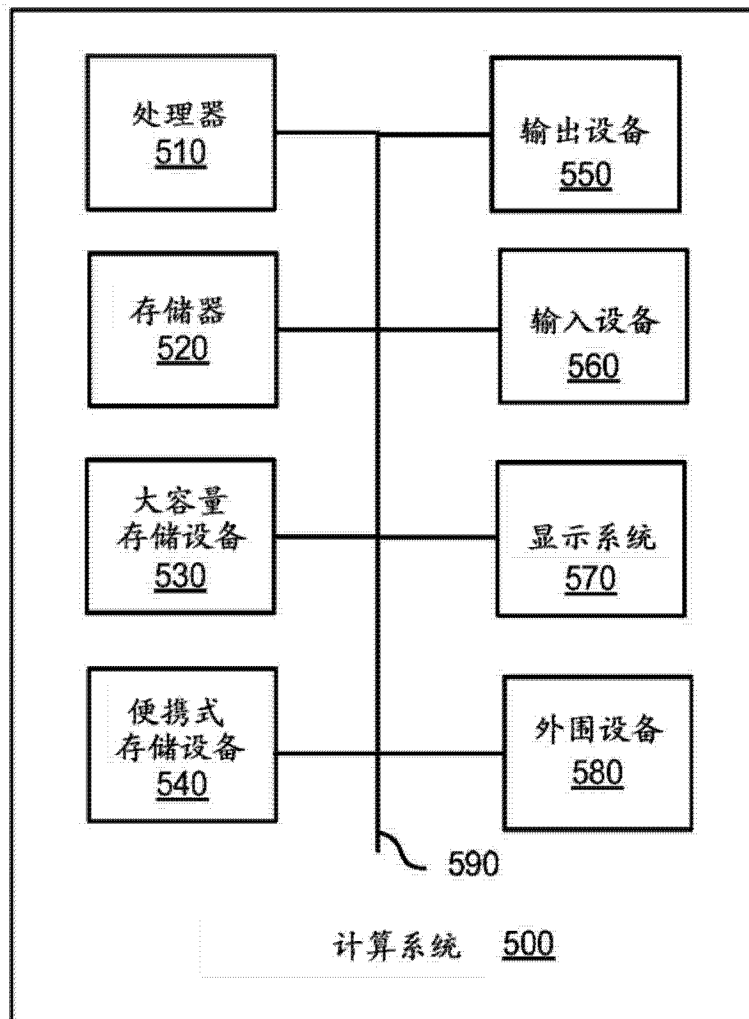 处理器
510
存储器
520
大容量
存储设备
530
便携式
存储设备
540
输出设备
550
输入设备
560
显示系统
570
外围设备
580
590
计算系统 500